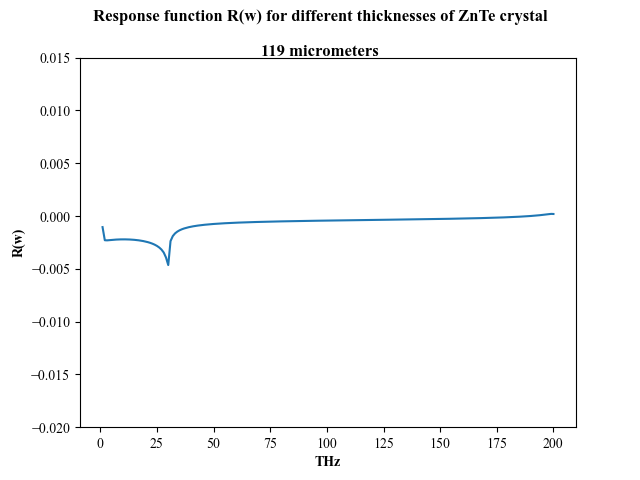 Response function R(w) for different thicknesses of ZnTe crystal
119 micrometers
0.015
0.010
0.005
0.000
−0.005
−0.010
−0.015
−0.020
R(w)
0 25 50 75 100 125 150 175 200
THz